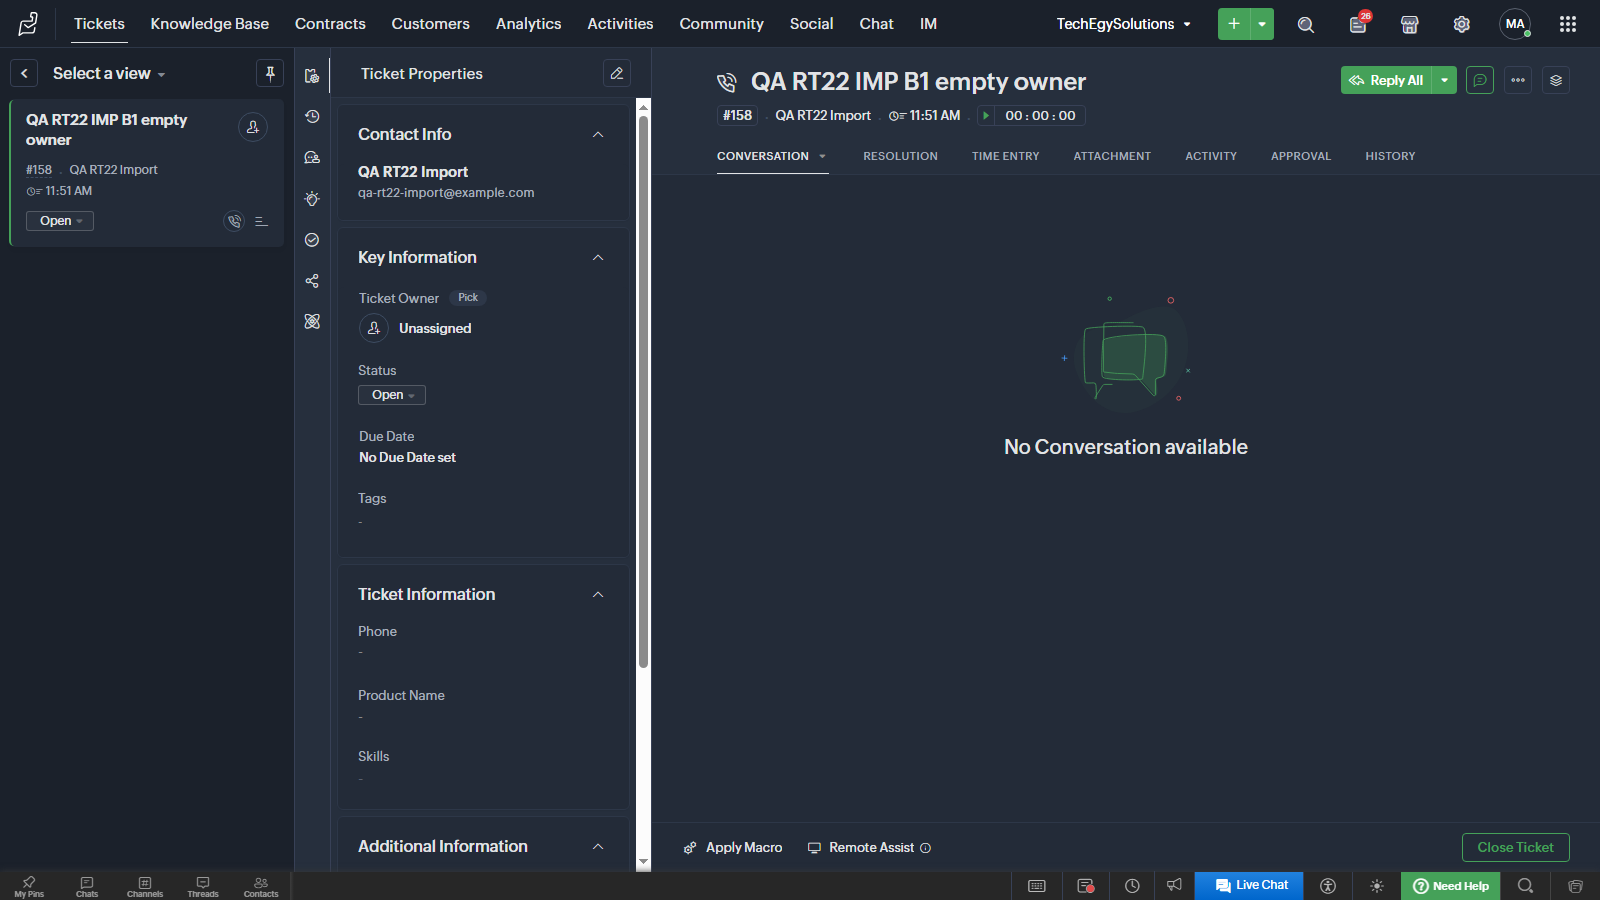 Tickets
Knowledge Base
Contracts
Customers
Analytics
Activities
Community
Social
Chat
IM
TechEgySolutions
26
MA
Select a view
QA RT22 IMP B1 empty
owner
#158 . QA RT22 Import
11:51 AM
Open
Ticket Properties
Contact Info
QA RT22 Import
qa-rt22-import@example.com
Key Information
Ticket Owner Pick
Unassigned
Status
Open
Due Date
No Due Date set
Tags
-
Ticket Information
Phone
-
Product Name
-
Skills
-
Additional Information
QA RT22 IMP B1 empty owner
#158 . QA RT22 Import . 11:51 AM . 00 : 00 : 00
Reply All
CONVERSATION
RESOLUTION
TIME ENTRY
ATTACHMENT
ACTIVITY
APPROVAL
HISTORY
No Conversation available
Apply Macro
Remote Assist
Close Ticket
My Pins
Chats
Channels
Threads
Contacts
Live Chat
Need Help